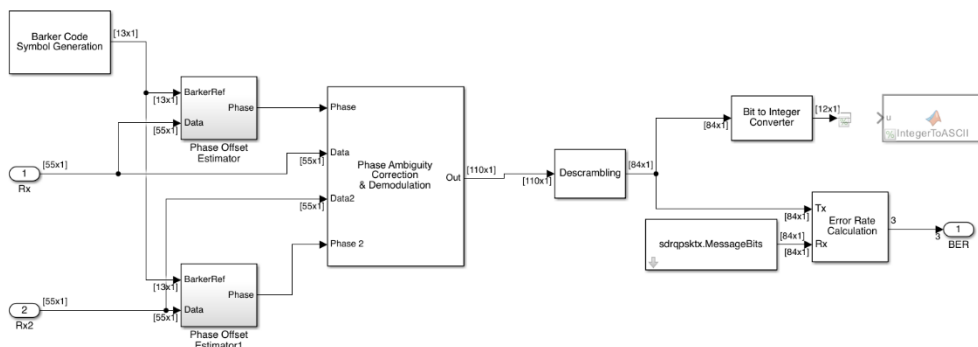 Barker Code
Symbol Generation
[13x1]
BarkerRef
[13x1]
Phase
Data
[55x1]
Phase Offset
Estimator
[55x1]
1
Rx
Phase
Data
[55x1]
Phase Ambiguity
Correction
& Demodulation
Out
Data2
[55x1]
Phase 2
[110x1]
[110x1]
Descrambling
[84x1]
[84x1]
Bit to Integer
Converter
[12x1]
u
IntegerToASCII
Tx
[84x1]
Error Rate
Calculation
Rx
[84x1]
[84x1]
sdrqpsktx.MessageBits
3
3
1
BER
BarkerRef
[13x1]
Phase
Data
[55x1]
Phase Offset
Estimator1
[55x1]
2
Rx2